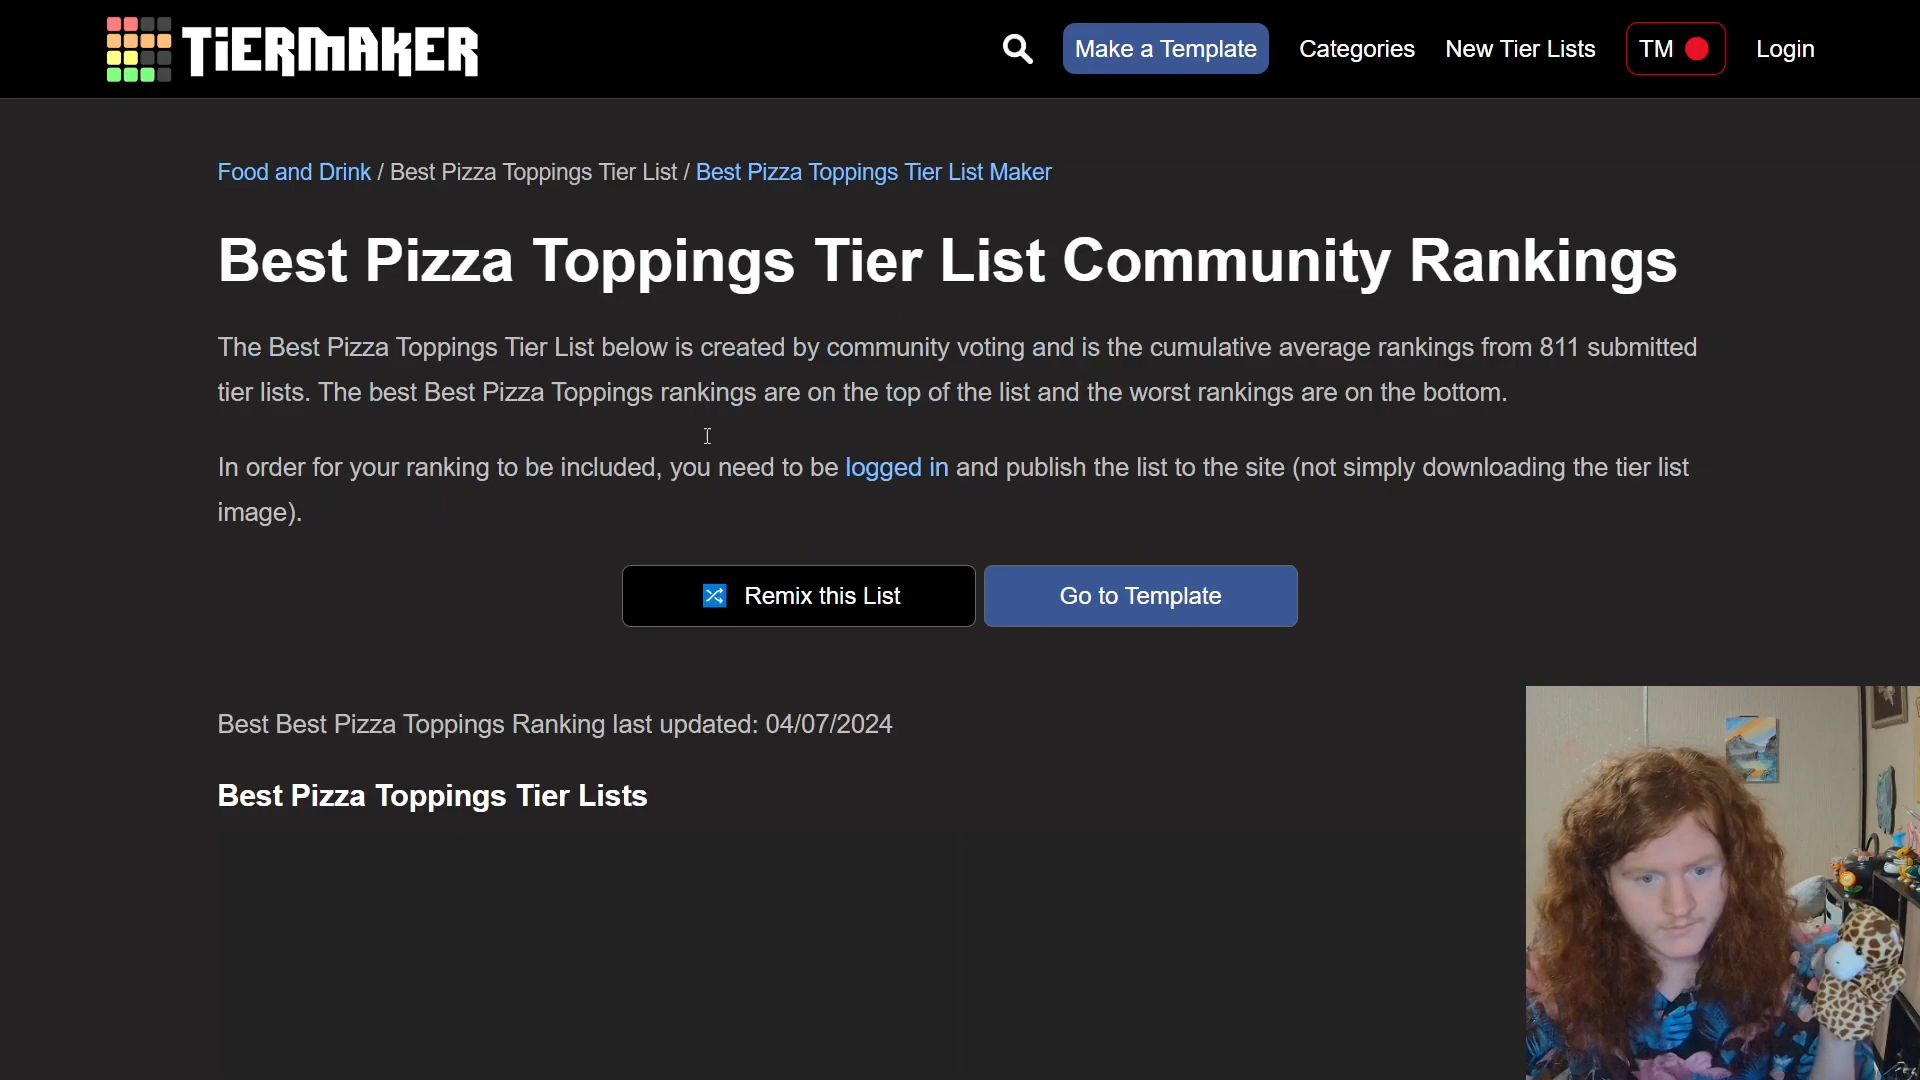 TiERMAKER
Make a Template
Categories
New Tier Lists
TM
Login
Food and Drink / Best Pizza Toppings Tier List / Best Pizza Toppings Tier List Maker
Best Pizza Toppings Tier List Community Rankings
The Best Pizza Toppings Tier List below is created by community voting and is the cumulative average rankings from 811 submitted
tier lists. The best Best Pizza Toppings rankings are on the top of the list and the worst rankings are on the bottom.
In order for your ranking to be included, you need to be logged in and publish the list to the site (not simply downloading the tier list
image).
Remix this List
Go to Template
Best Best Pizza Toppings Ranking last updated: 04/07/2024
Best Pizza Toppings Tier Lists